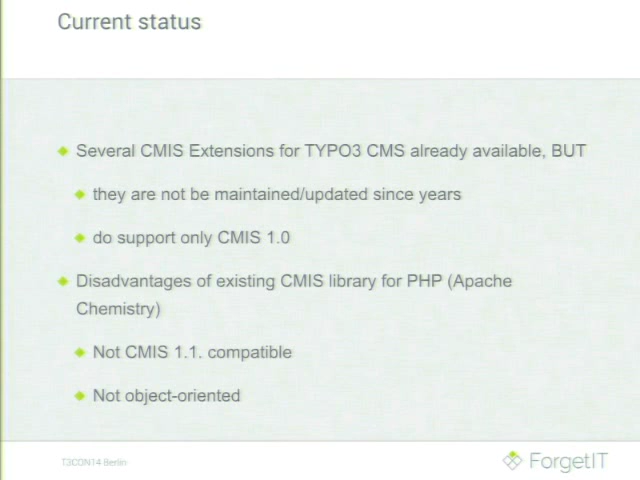 Current status
Several CMIS Extensions for TYPO3 CMS already available, BUT
they are not be maintained/updated since years
do support only CMIS 1.0
Disadvantages of existing CMIS library for PHP (Apache
Chemistry)
Not CMIS 1.1. compatible
Not object-oriented
T3CON14 Berlin
ForgetIT